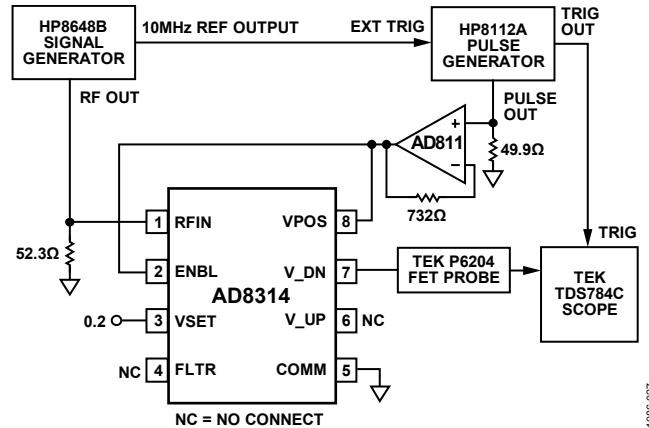 HP8648B
SIGNAL
GENERATOR
10MHz REF OUTPUT
EXT TRIG
HP8112A
PULSE
GENERATOR
TRIG
OUT
RF OUT
PULSE
OUT
+
AD811
–
49.9Ω
732Ω
52.3Ω
1 RFIN
VPOS 8
2 ENBL
V_DN 7
AD8314
0.2
3 VSET
V_UP 6 NC
NC 4 FLTR
COMM 5
TEK P6204
FET PROBE
TRIG
TEK
TDS784C
SCOPE
NC = NO CONNECT